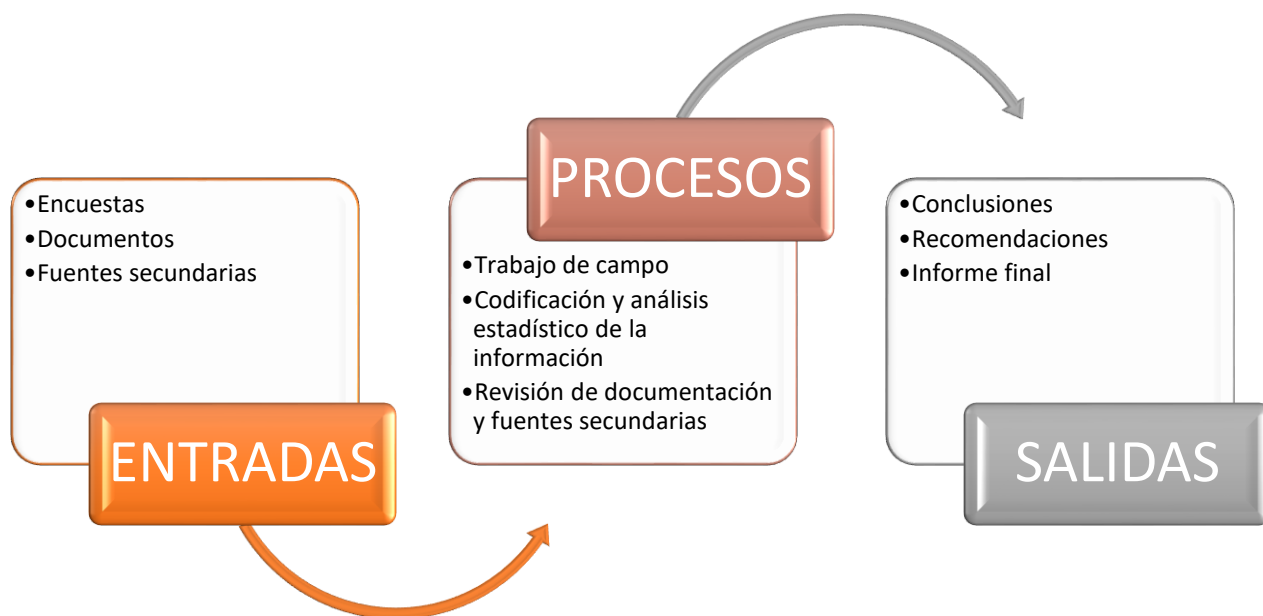 •Encuestas
•Documentos
•Fuentes secundarias
ENTRADAS
PROCESOS
•Trabajo de campo
•Codificación y análisis
estadístico de la
información
•Revisión de documentación
y fuentes secundarias
•Conclusiones
•Recomendaciones
•Informe final
SALIDAS